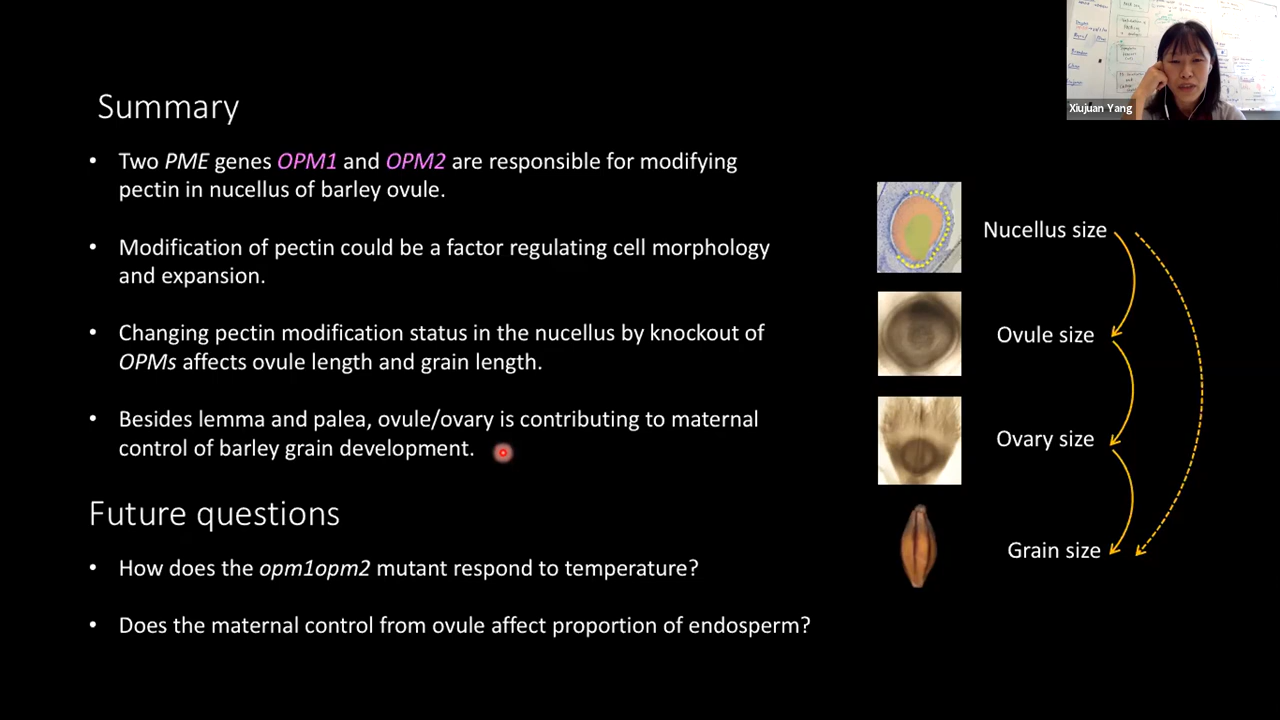 Summary
• Two PME genes OPM1 and OPM2 are responsible for modifying
pectin in nucellus of barley ovule.
• Modification of pectin could be a factor regulating cell morphology
and expansion.
• Changing pectin modification status in the nucellus by knockout of
OPMs affects ovule length and grain length.
• Besides lemma and palea, ovule/ovary is contributing to maternal
control of barley grain development.
Future questions
• How does the opm1opm2 mutant respond to temperature?
• Does the maternal control from ovule affect proportion of endosperm?
Nucellus size
Ovule size
Ovary size
Grain size
Xiujuan Yang